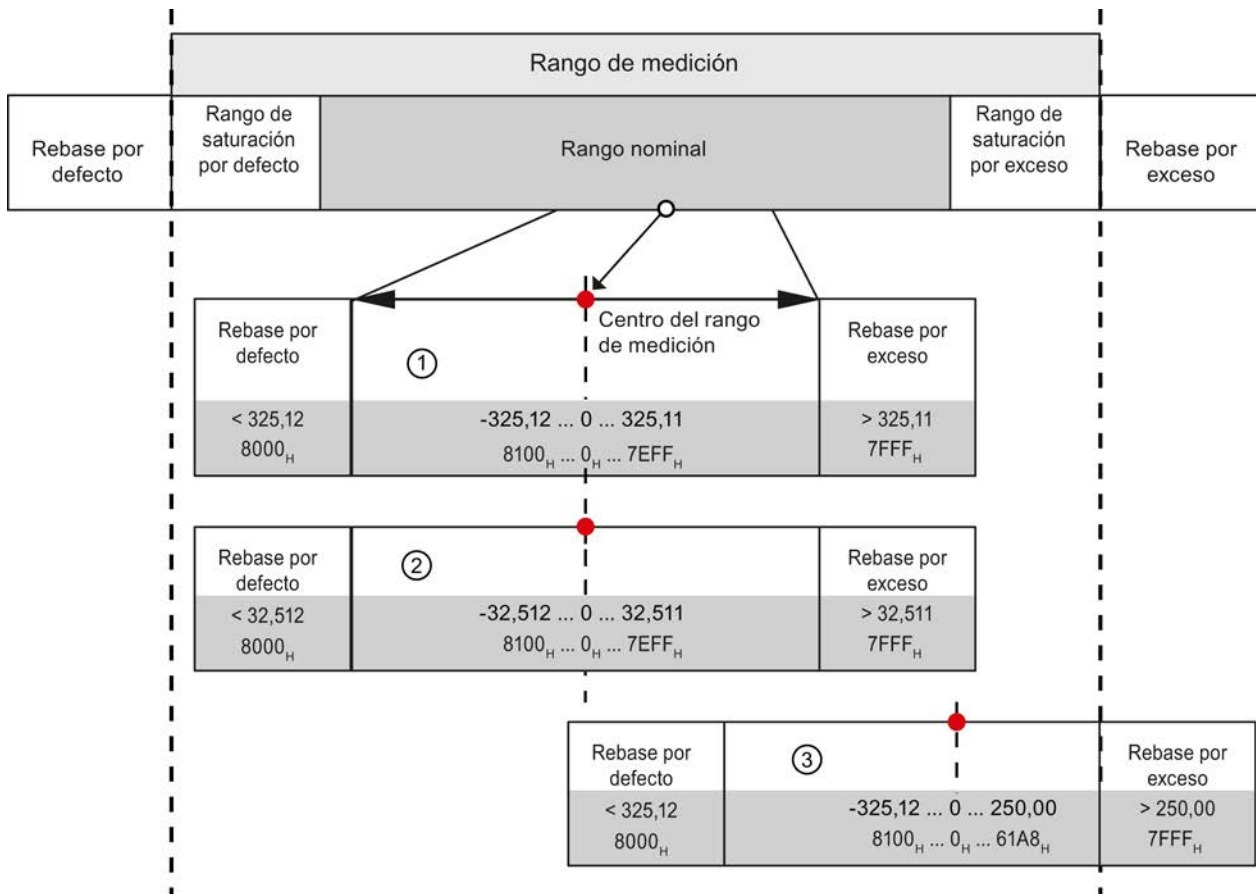 Rango de medición
Rebase por
defecto
Rango de
saturación
por defecto
Rango nominal
Rango de
saturación
por exceso
Rebase por
exceso
Rebase por
defecto
①
Centro del rango
de medición
Rebase por
exceso
< 325,12
8000H
-325,12 ... 0 ... 325,11
8100H ... 0H ... 7EFFH
> 325,11
7FFFH
Rebase por
defecto
②
Rebase por
exceso
< 32,512
8000H
-32,512 ... 0 ... 32,511
8100H ... 0H ... 7EFFH
> 32,511
7FFFH
Rebase por
defecto
③
Rebase por
exceso
< 325,12
8000H
-325,12 ... 0 ... 250,00
8100H ... 0H ... 61A8H
> 250,00
7FFFH